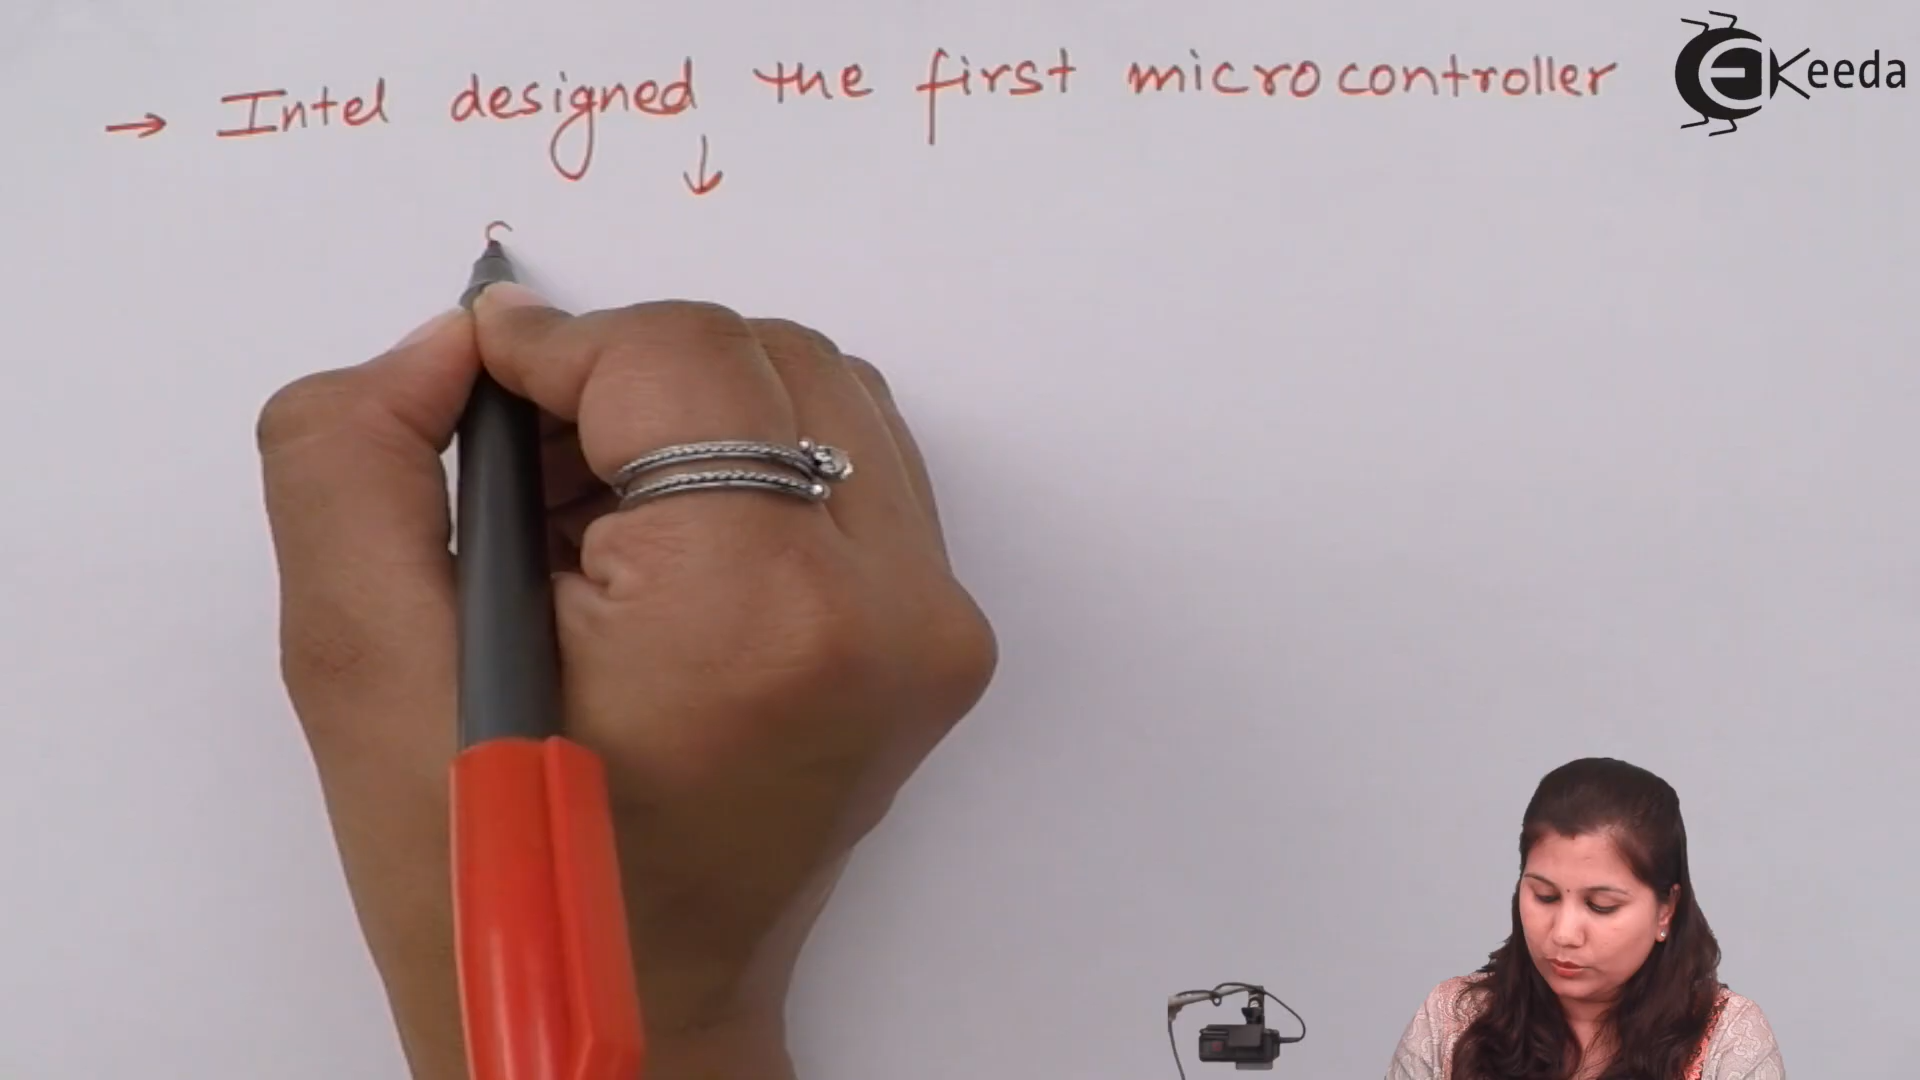 → Intel designed the first microcontroller
↓
EKeeda